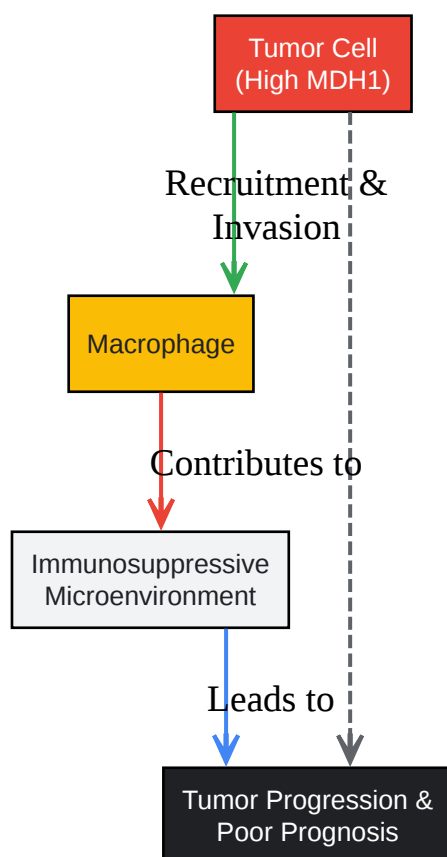 Tumor Cell
(High MDH1)
Recruitment &
Invasion
Macrophage
Contributes to
Immunosuppressive
Microenvironment
Leads to
Tumor Progression &
Poor Prognosis